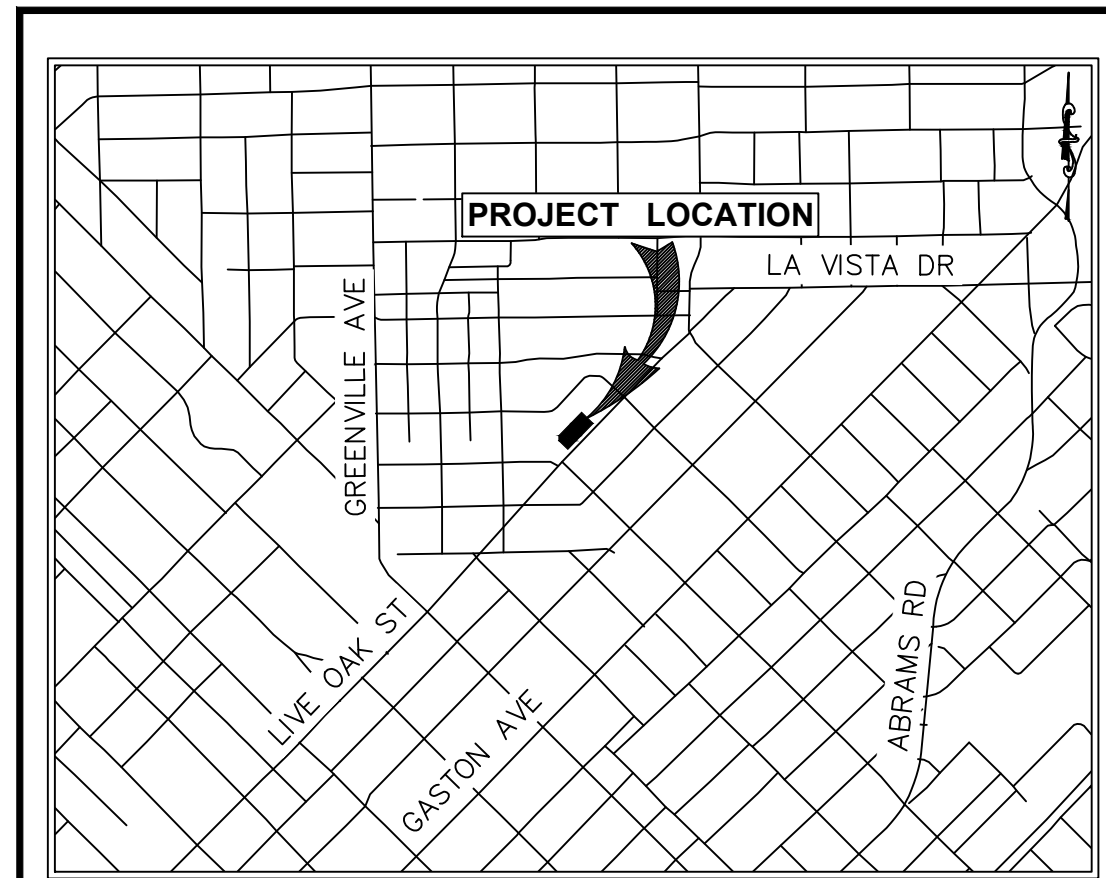 PROJECT LOCATION
LA VISTA DR
GREENVILLE AVE
LIVE OAK ST
GASTON AVE
ABRAMS RD